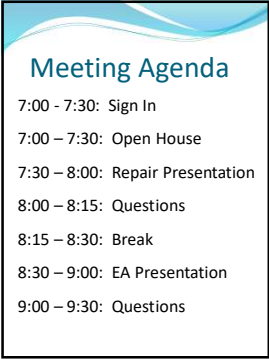 Meeting Agenda
7:00 - 7:30: Sign In
7:00 – 7:30: Open House
7:30 – 8:00: Repair Presentation
8:00 – 8:15: Questions
8:15 – 8:30: Break
8:30 – 9:00: EA Presentation
9:00 – 9:30: Questions